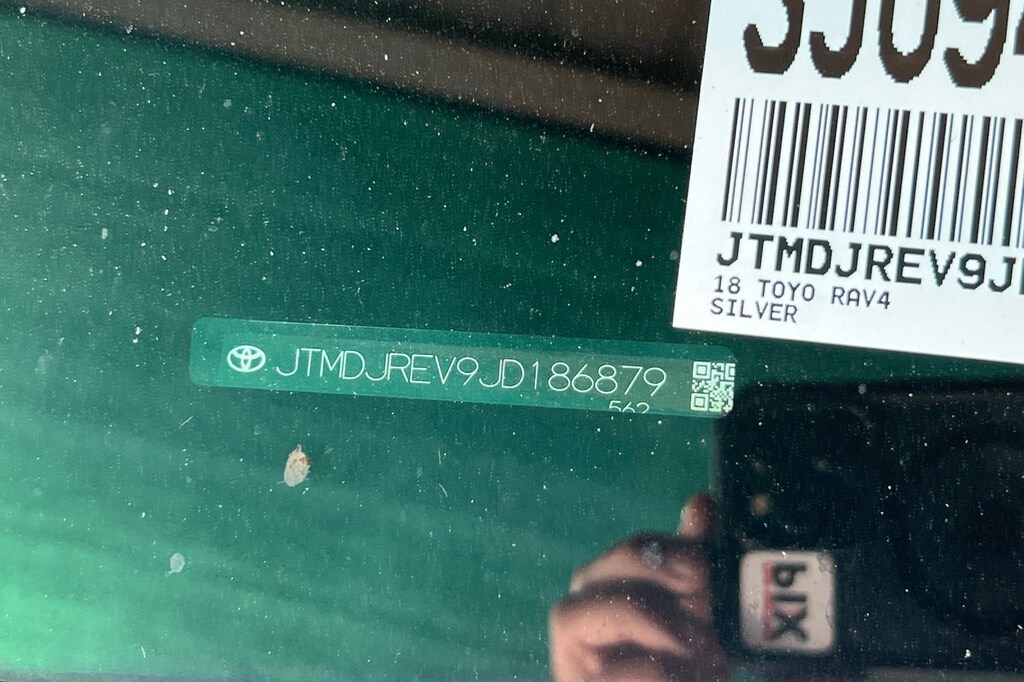 JTMDJREV9J
18 TOYO RAV4
SILVER
JTMDJREV9JD186879
562